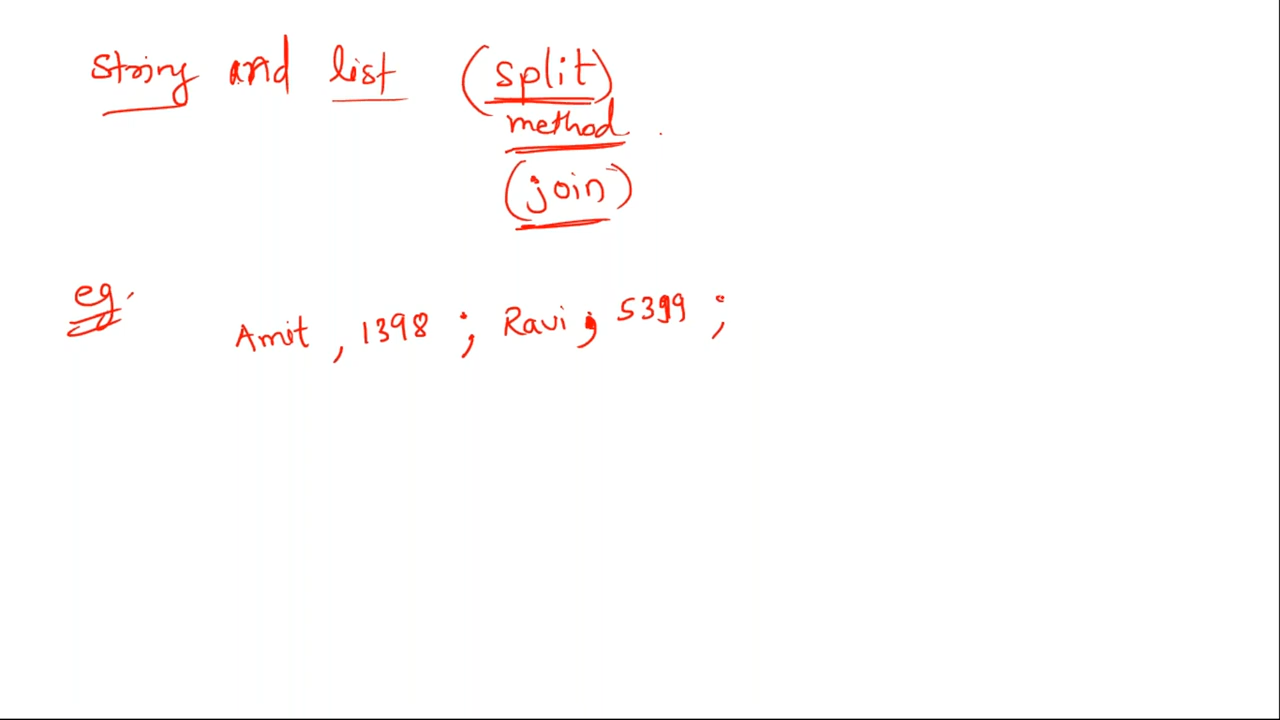 string and list (split)
method
(join)
eg.
Amit , 1398 ; Ravi , 5399 ;